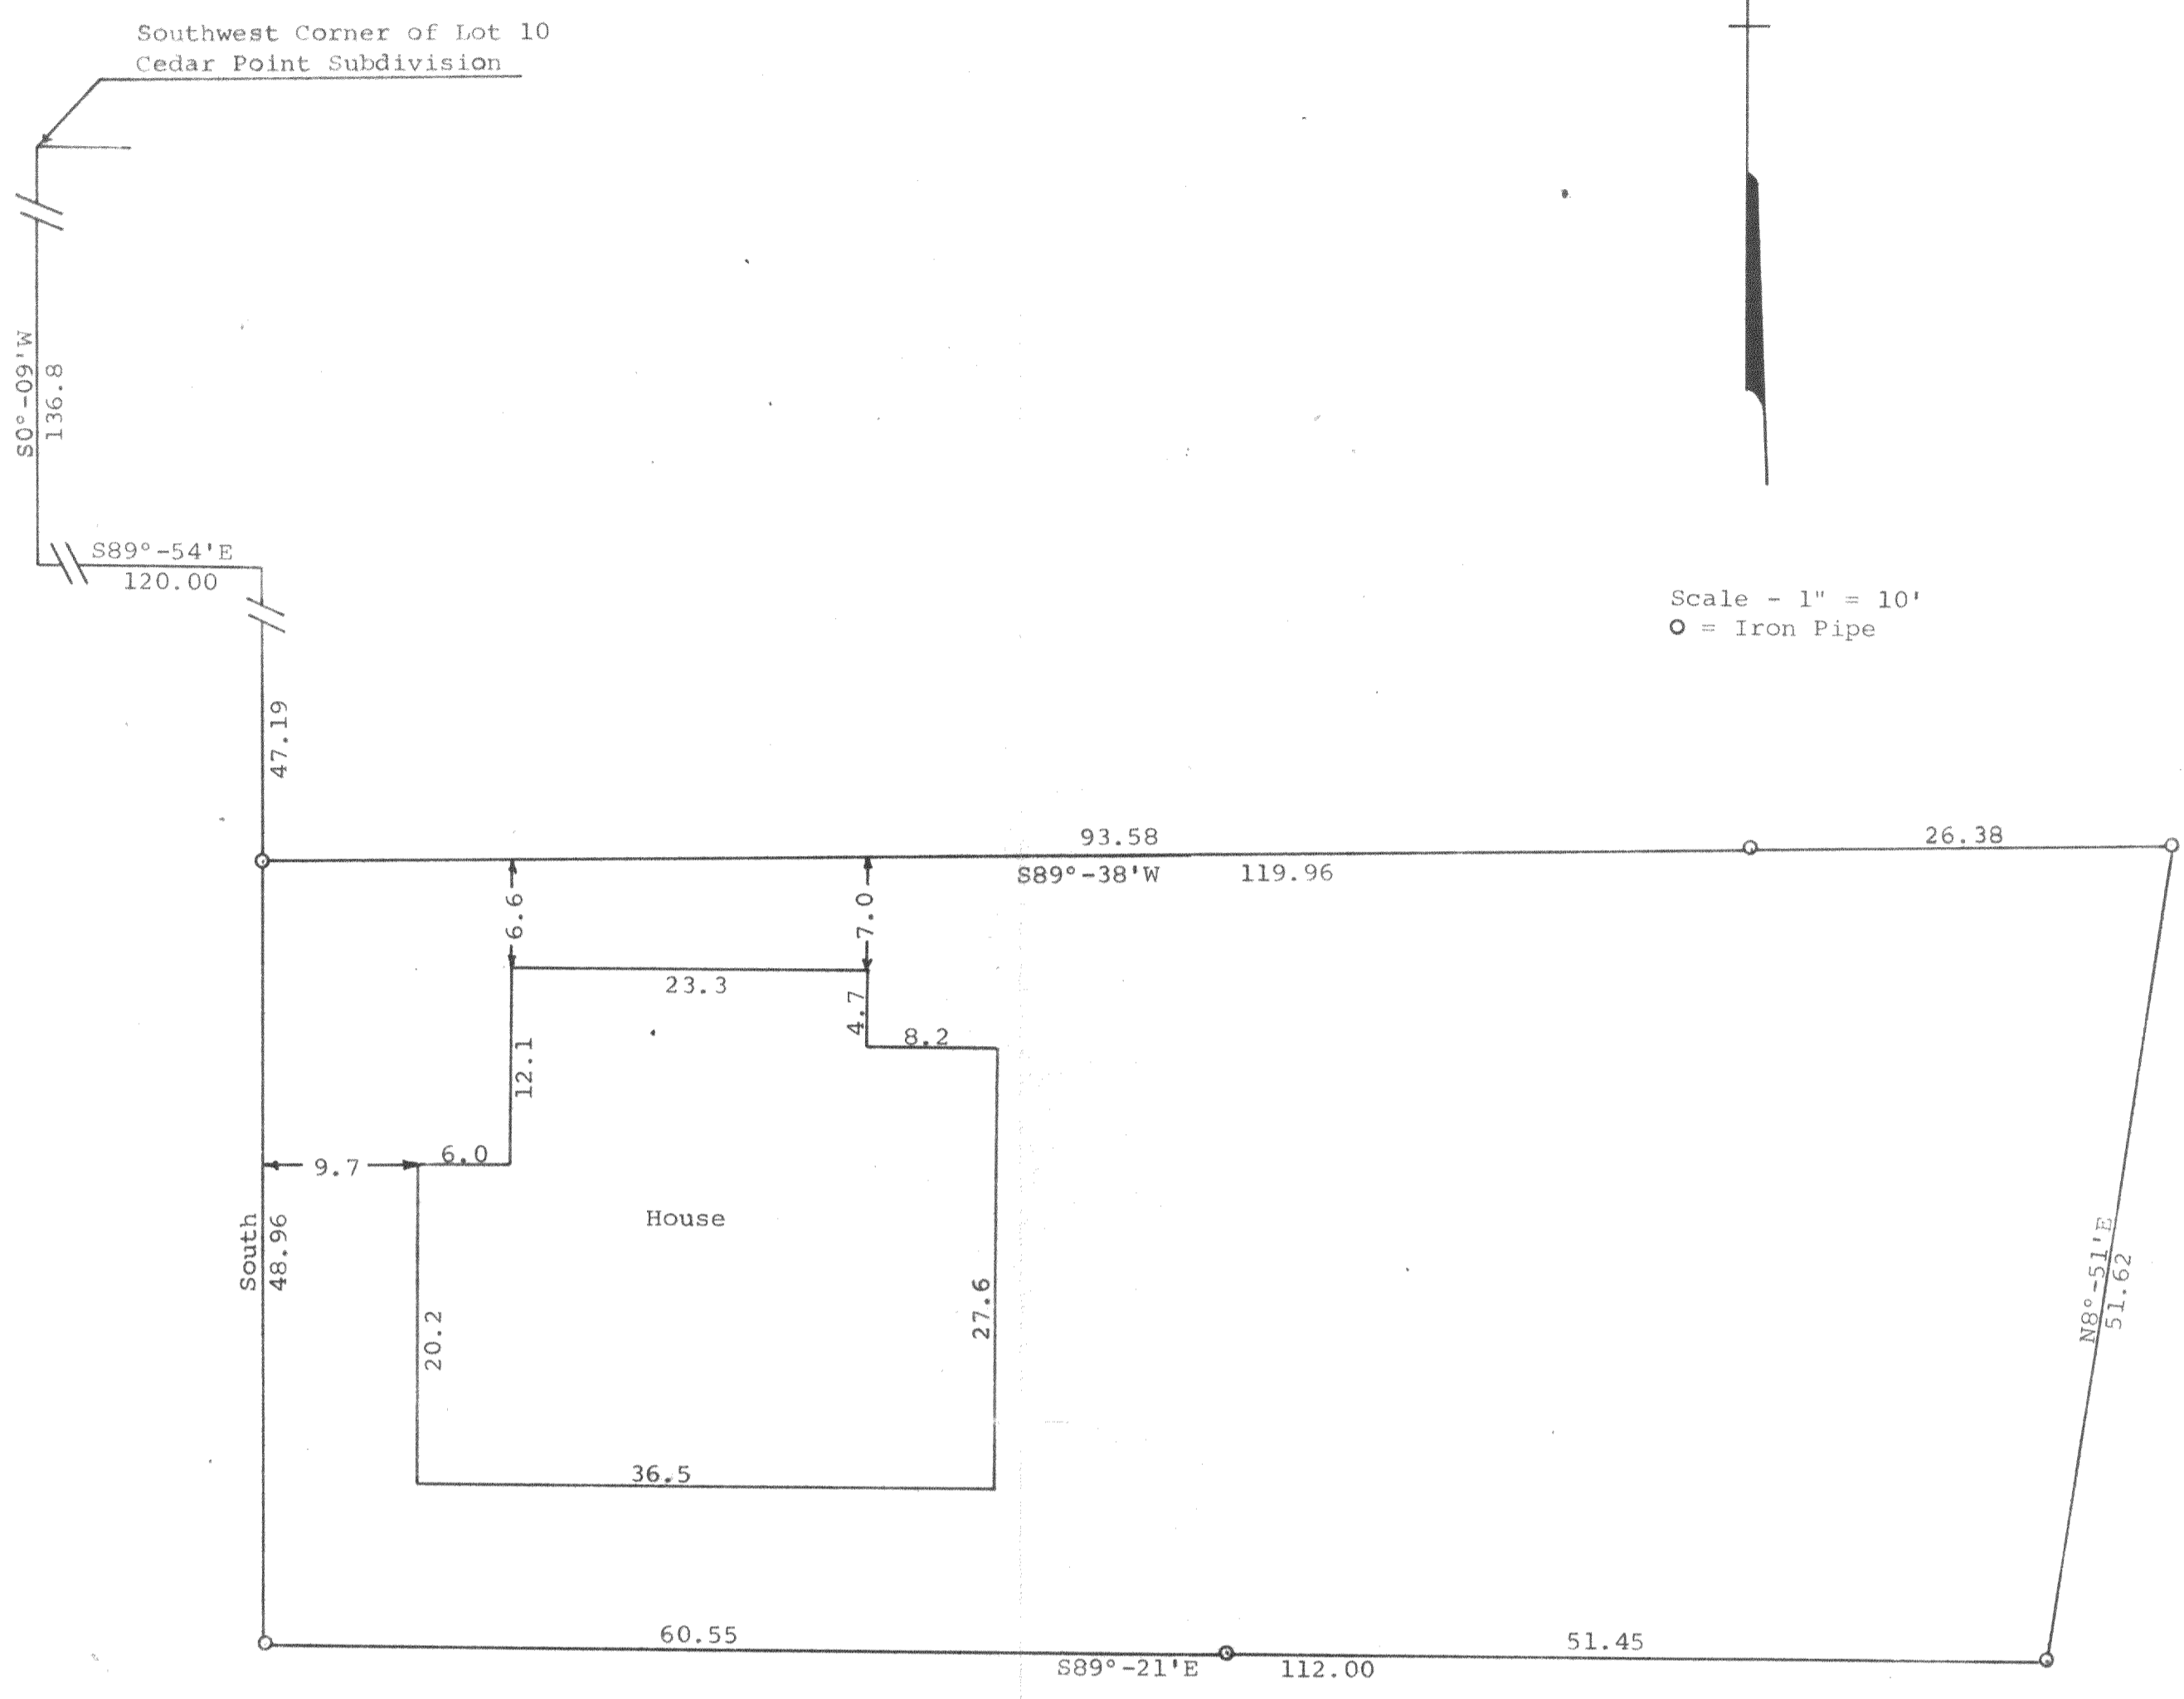 Southwest Corner of Lot 10
Cedar Point Subdivision
S0°-09'W
136.8
S89°-54'E
120.00
Scale - 1" = 10'
O = Iron Pipe
47.19
93.58
26.38
S89°-38'W 119.96
6.6
7.0
23.3
4.7
8.2
12.1
6.0
9.7
House
South
48.96
N8°-51'E
51.62
27.6
20.2
36.5
60.55
51.45
S89°-21'E 112.00